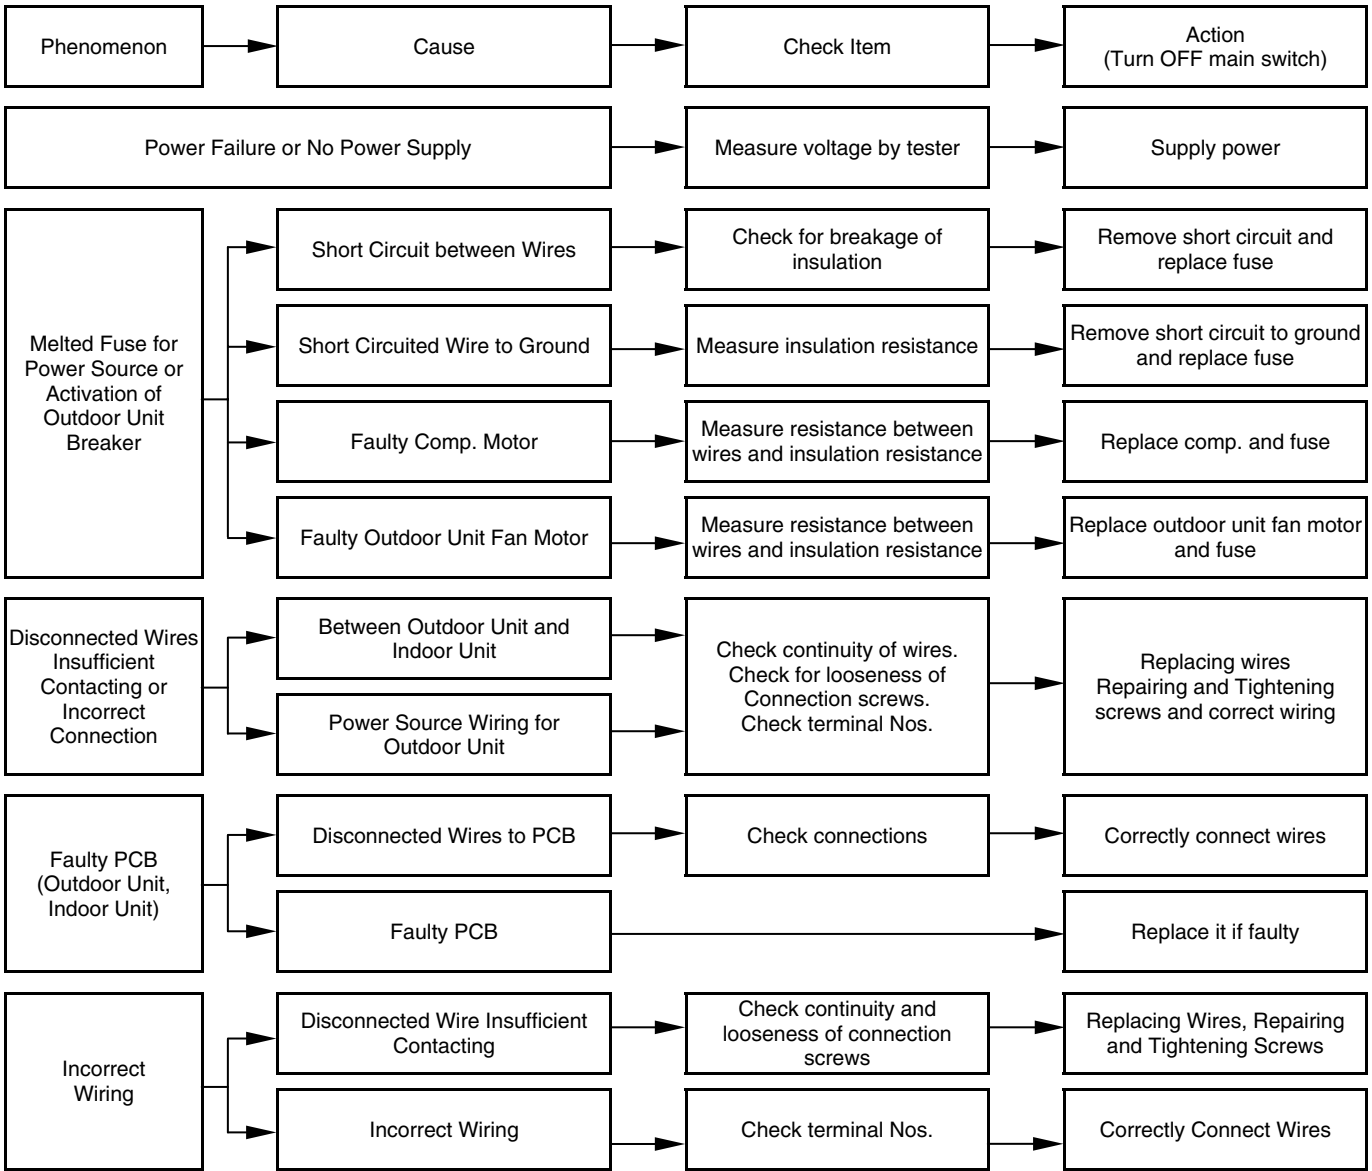 Phenomenon
Cause
Check Item
Action
(Turn OFF main switch)
Power Failure or No Power Supply
Measure voltage by tester
Supply power
Melted Fuse for
Power Source or
Activation of
Outdoor Unit
Breaker
Short Circuit between Wires
Check for breakage of
insulation
Remove short circuit and
replace fuse
Short Circuited Wire to Ground
Measure insulation resistance
Remove short circuit to ground
and replace fuse
Faulty Comp. Motor
Measure resistance between
wires and insulation resistance
Replace comp. and fuse
Faulty Outdoor Unit Fan Motor
Measure resistance between
wires and insulation resistance
Replace outdoor unit fan motor
and fuse
Disconnected Wires
Insufficient
Contacting or
Incorrect
Connection
Between Outdoor Unit and
Indoor Unit
Power Source Wiring for
Outdoor Unit
Check continuity of wires.
Check for looseness of
Connection screws.
Check terminal Nos.
Replacing wires
Repairing and Tightening
screws and correct wiring
Faulty PCB
(Outdoor Unit,
Indoor Unit)
Disconnected Wires to PCB
Check connections
Correctly connect wires
Faulty PCB
Replace it if faulty
Incorrect
Wiring
Disconnected Wire Insufficient
Contacting
Check continuity and
looseness of connection
screws
Replacing Wires, Repairing
and Tightening Screws
Incorrect Wiring
Check terminal Nos.
Correctly Connect Wires